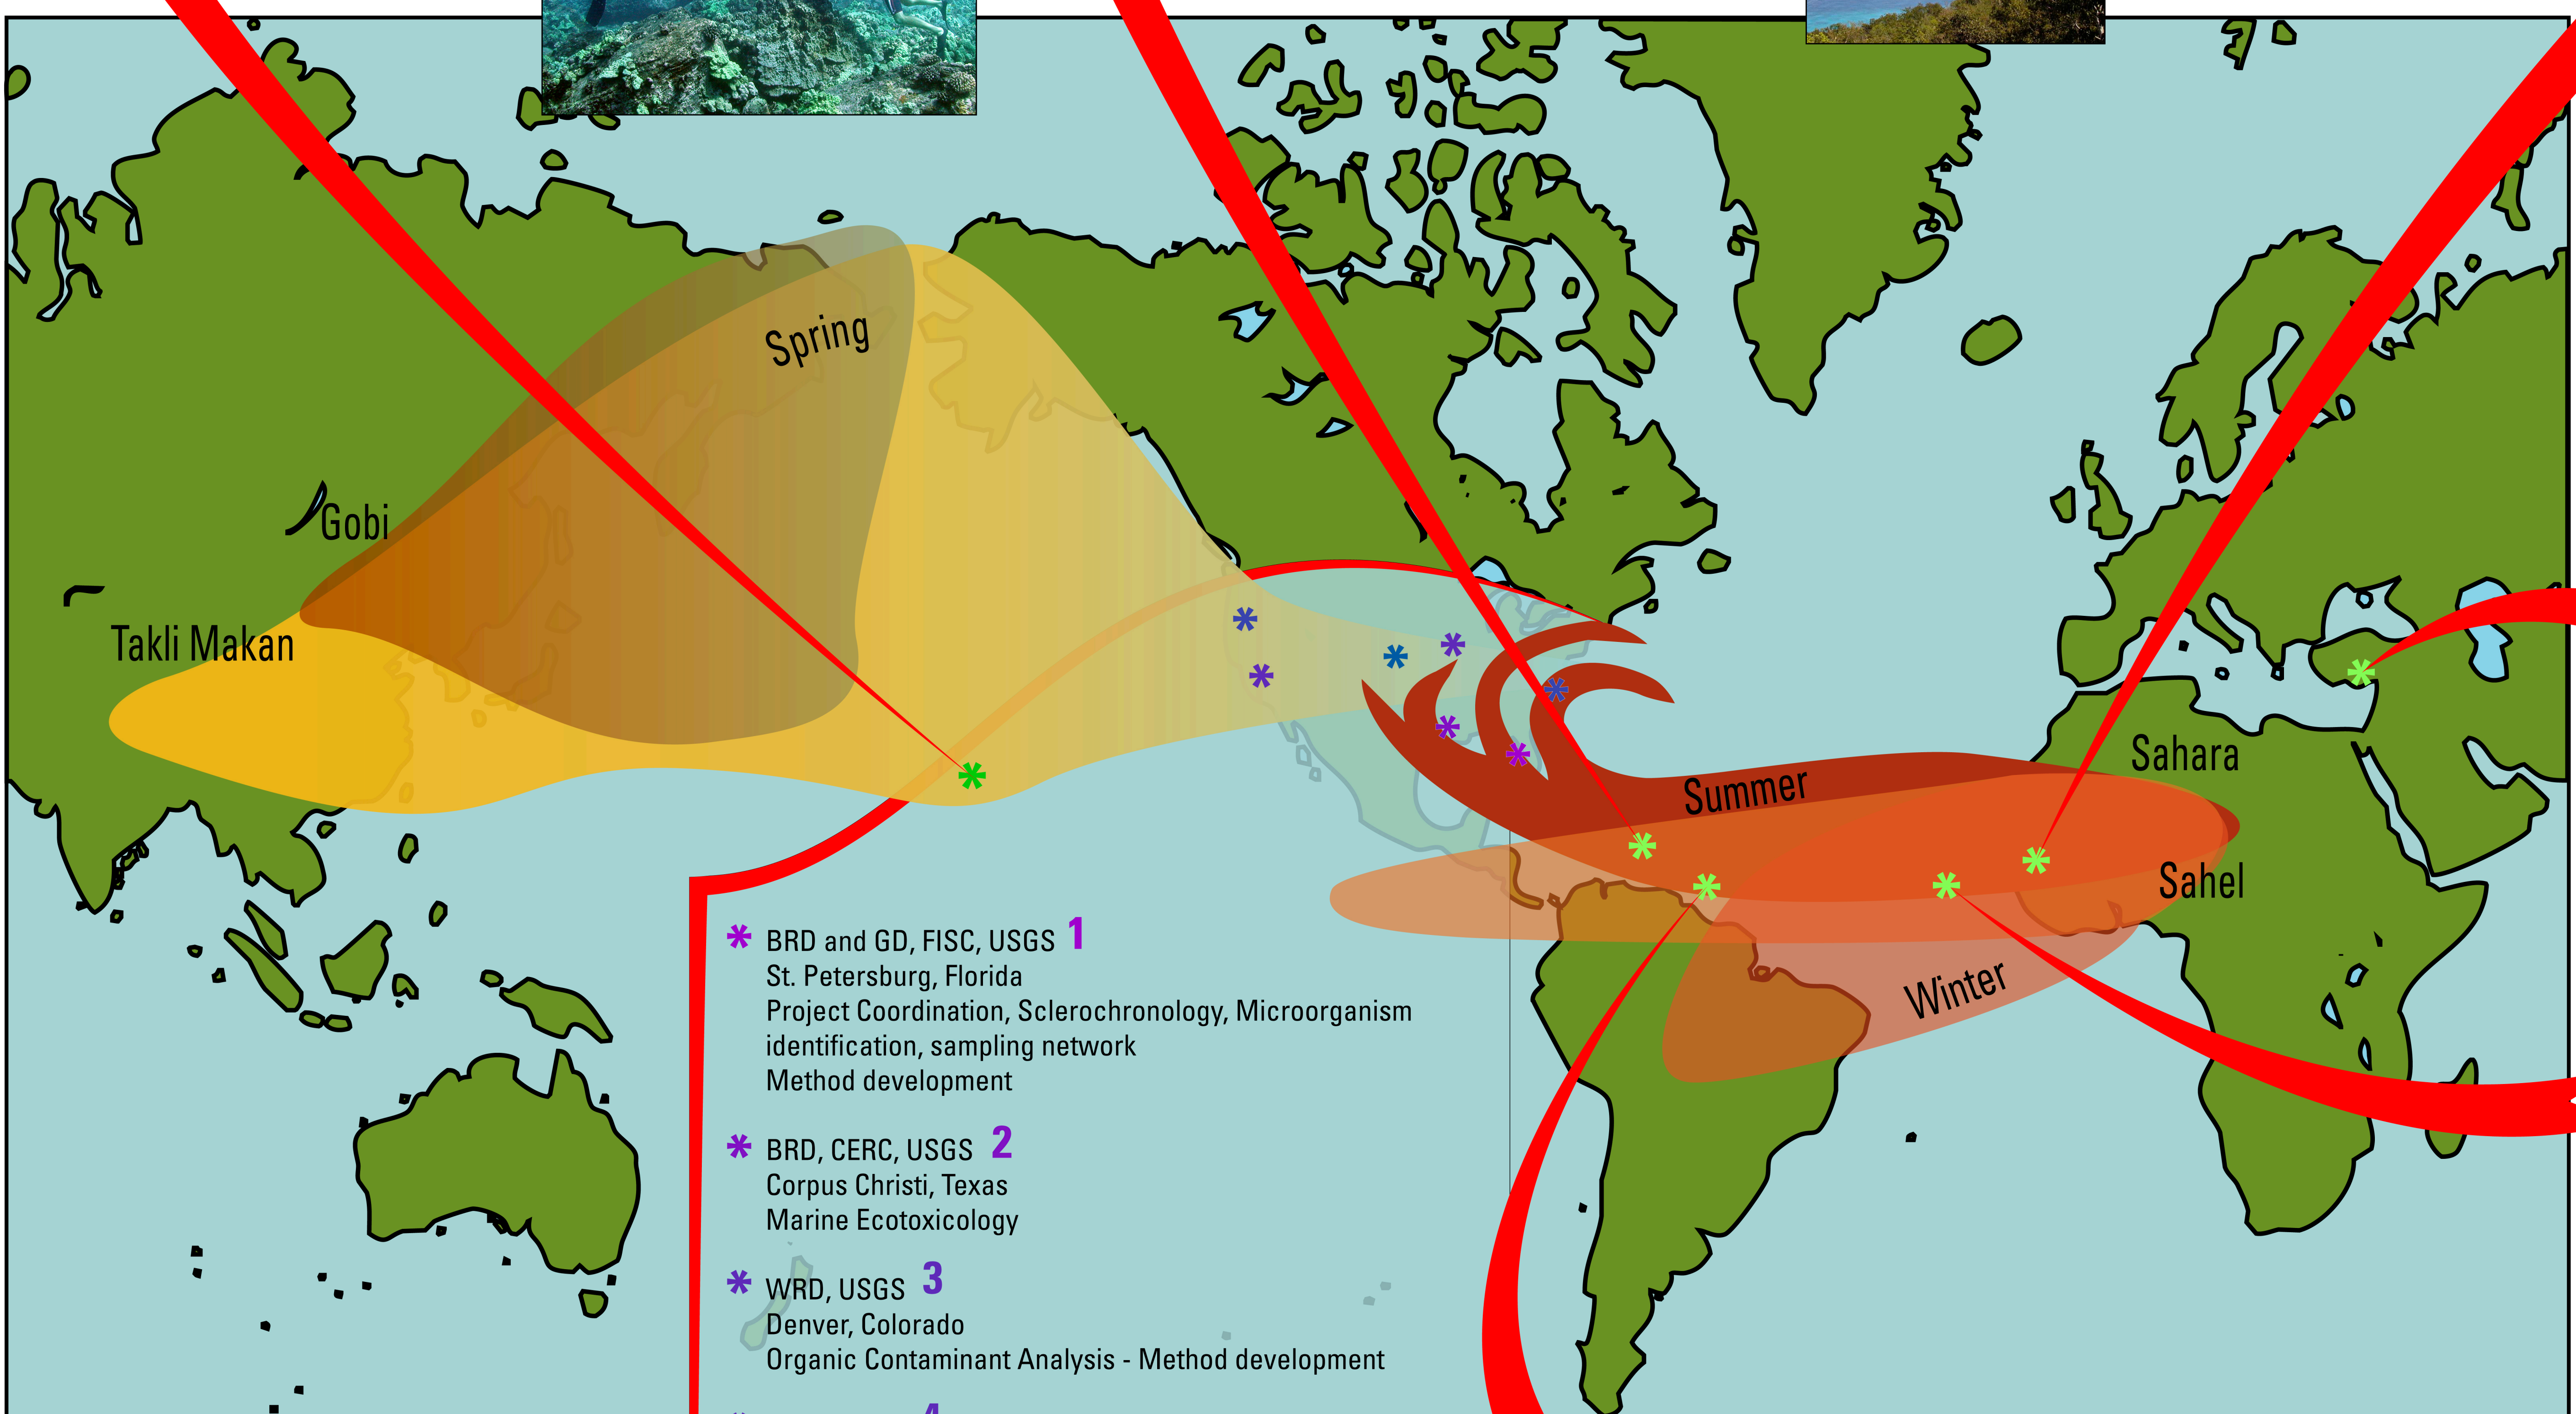 Spring
Gobi
Takli Makan
Summer
Sahara
Sahel
Winter
* BRD and GD, FISC, USGS 1
St. Petersburg, Florida
Project Coordination, Sclerochronology, Microorganism
identification, sampling network
Method development
* BRD, CERC, USGS 2
Corpus Christi, Texas
Marine Ecotoxicology
* WRD, USGS 3
Denver, Colorado
Organic Contaminant Analysis - Method development